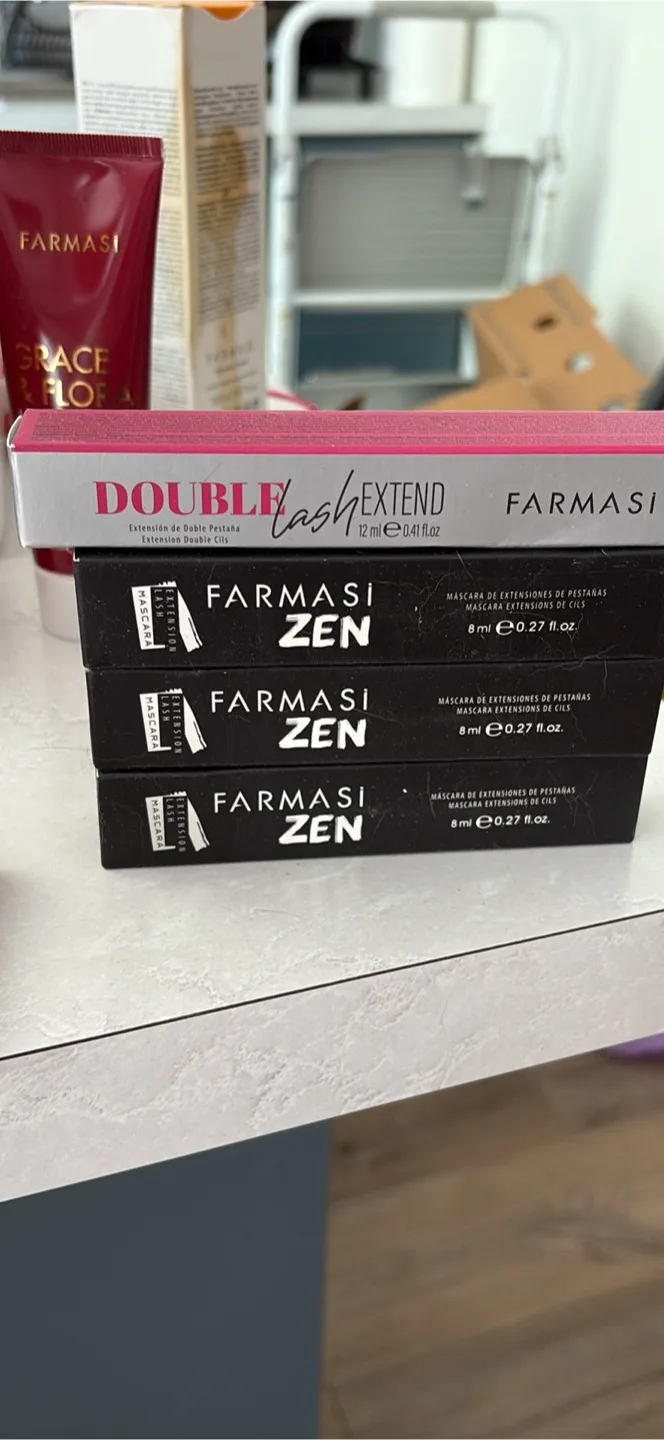 FARMASi
GRACE
& FLORA
DOUBLE lash EXTEND
Extensión de Doble Pestaña
Extension Double Cils
12 ml e 0.41 fl.oz
FARMASi
EXTENSION
LASH
MASCARA
FARMASi
ZEN
MÁSCARA DE EXTENSIONES DE PESTAÑAS
MASCARA EXTENSIONS DE CILS
8 ml e 0.27 fl.oz.
EXTENSION
LASH
MASCARA
FARMASi
ZEN
MÁSCARA DE EXTENSIONES DE PESTAÑAS
MASCARA EXTENSIONS DE CILS
8 ml e 0.27 fl.oz.
EXTENSION
LASH
MASCARA
FARMASi
ZEN
MÁSCARA DE EXTENSIONES DE PESTAÑAS
MASCARA EXTENSIONS DE CILS
8 ml e 0.27 fl.oz.